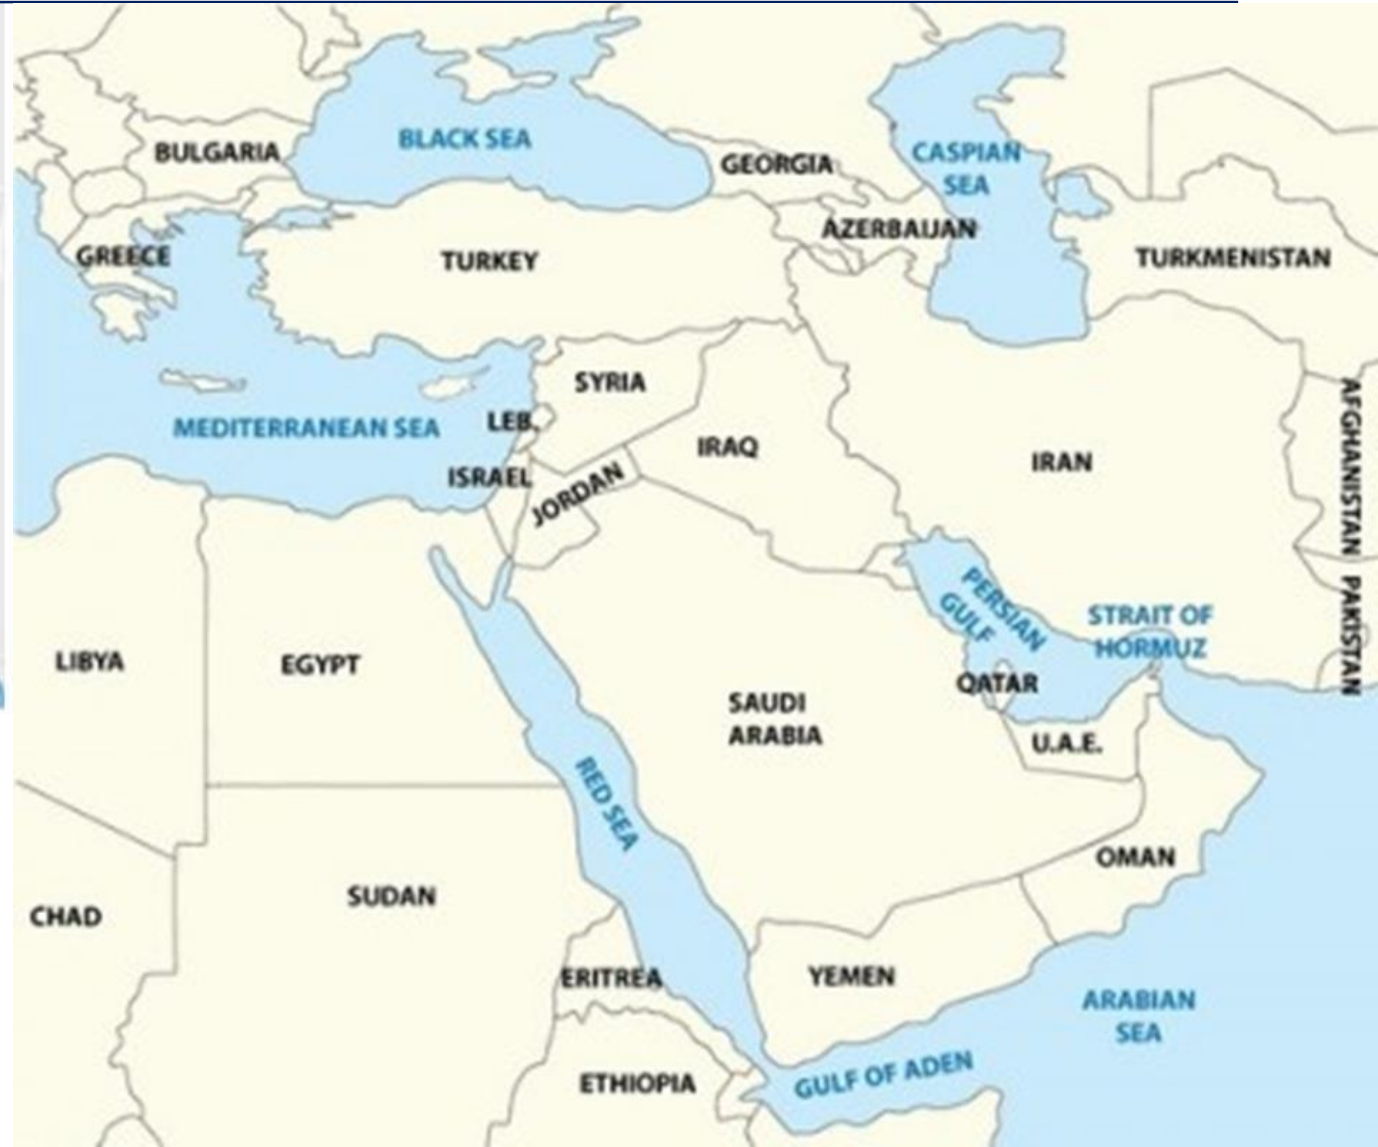 BLACK SEA
BULGARIA
GEORGIA
CASPIAN
SEA
AZERBAIJAN
GREECE
TURKEY
TURKMENISTAN
SYRIA
AFGHANISTAN
LEB.
MEDITERRANEAN SEA
IRAQ
IRAN
ISRAEL
JORDAN
PERSIAN
GULF
STRAIT OF
HORMUZ
PAKISTAN
LIBYA
EGYPT
QATAR
SAUDI
ARABIA
U.A.E.
RED SEA
OMAN
SUDAN
CHAD
ERITREA
YEMEN
ARABIAN
SEA
ETHIOPIA
GULF OF ADEN